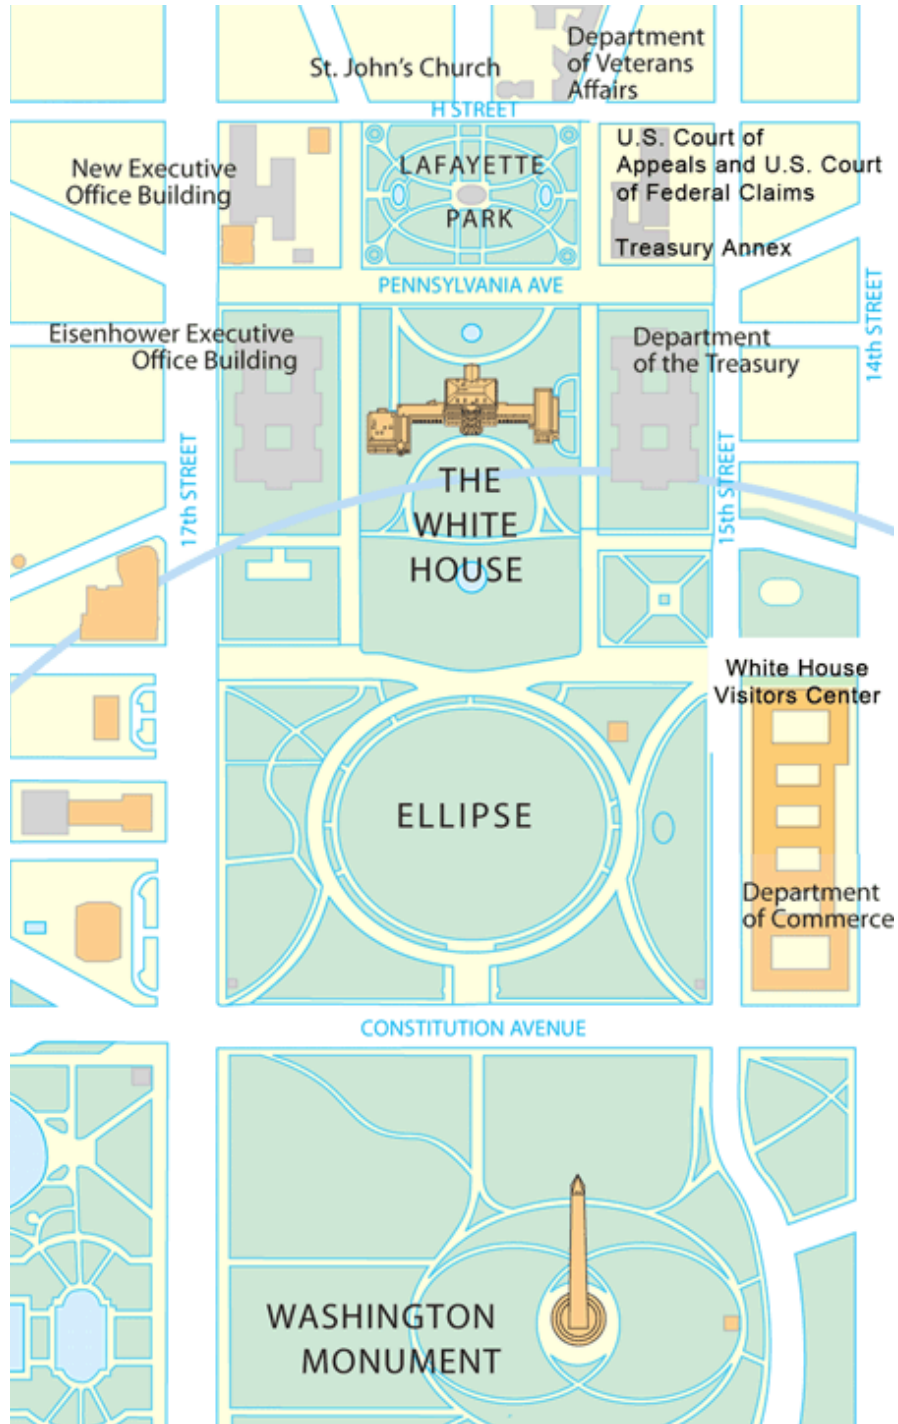 Department
of Veterans
Affairs
St. John's Church
H STREET
New Executive
Office Building
LAFAYETTE
PARK
U.S. Court of
Appeals and U.S. Court
of Federal Claims
Treasury Annex
PENNSYLVANIA AVE
14th STREET
Eisenhower Executive
Office Building
Department
of the Treasury
17th STREET
15th STREET
THE
WHITE
HOUSE
White House
Visitors Center
ELLIPSE
Department
of Commerce
CONSTITUTION AVENUE
WASHINGTON
MONUMENT